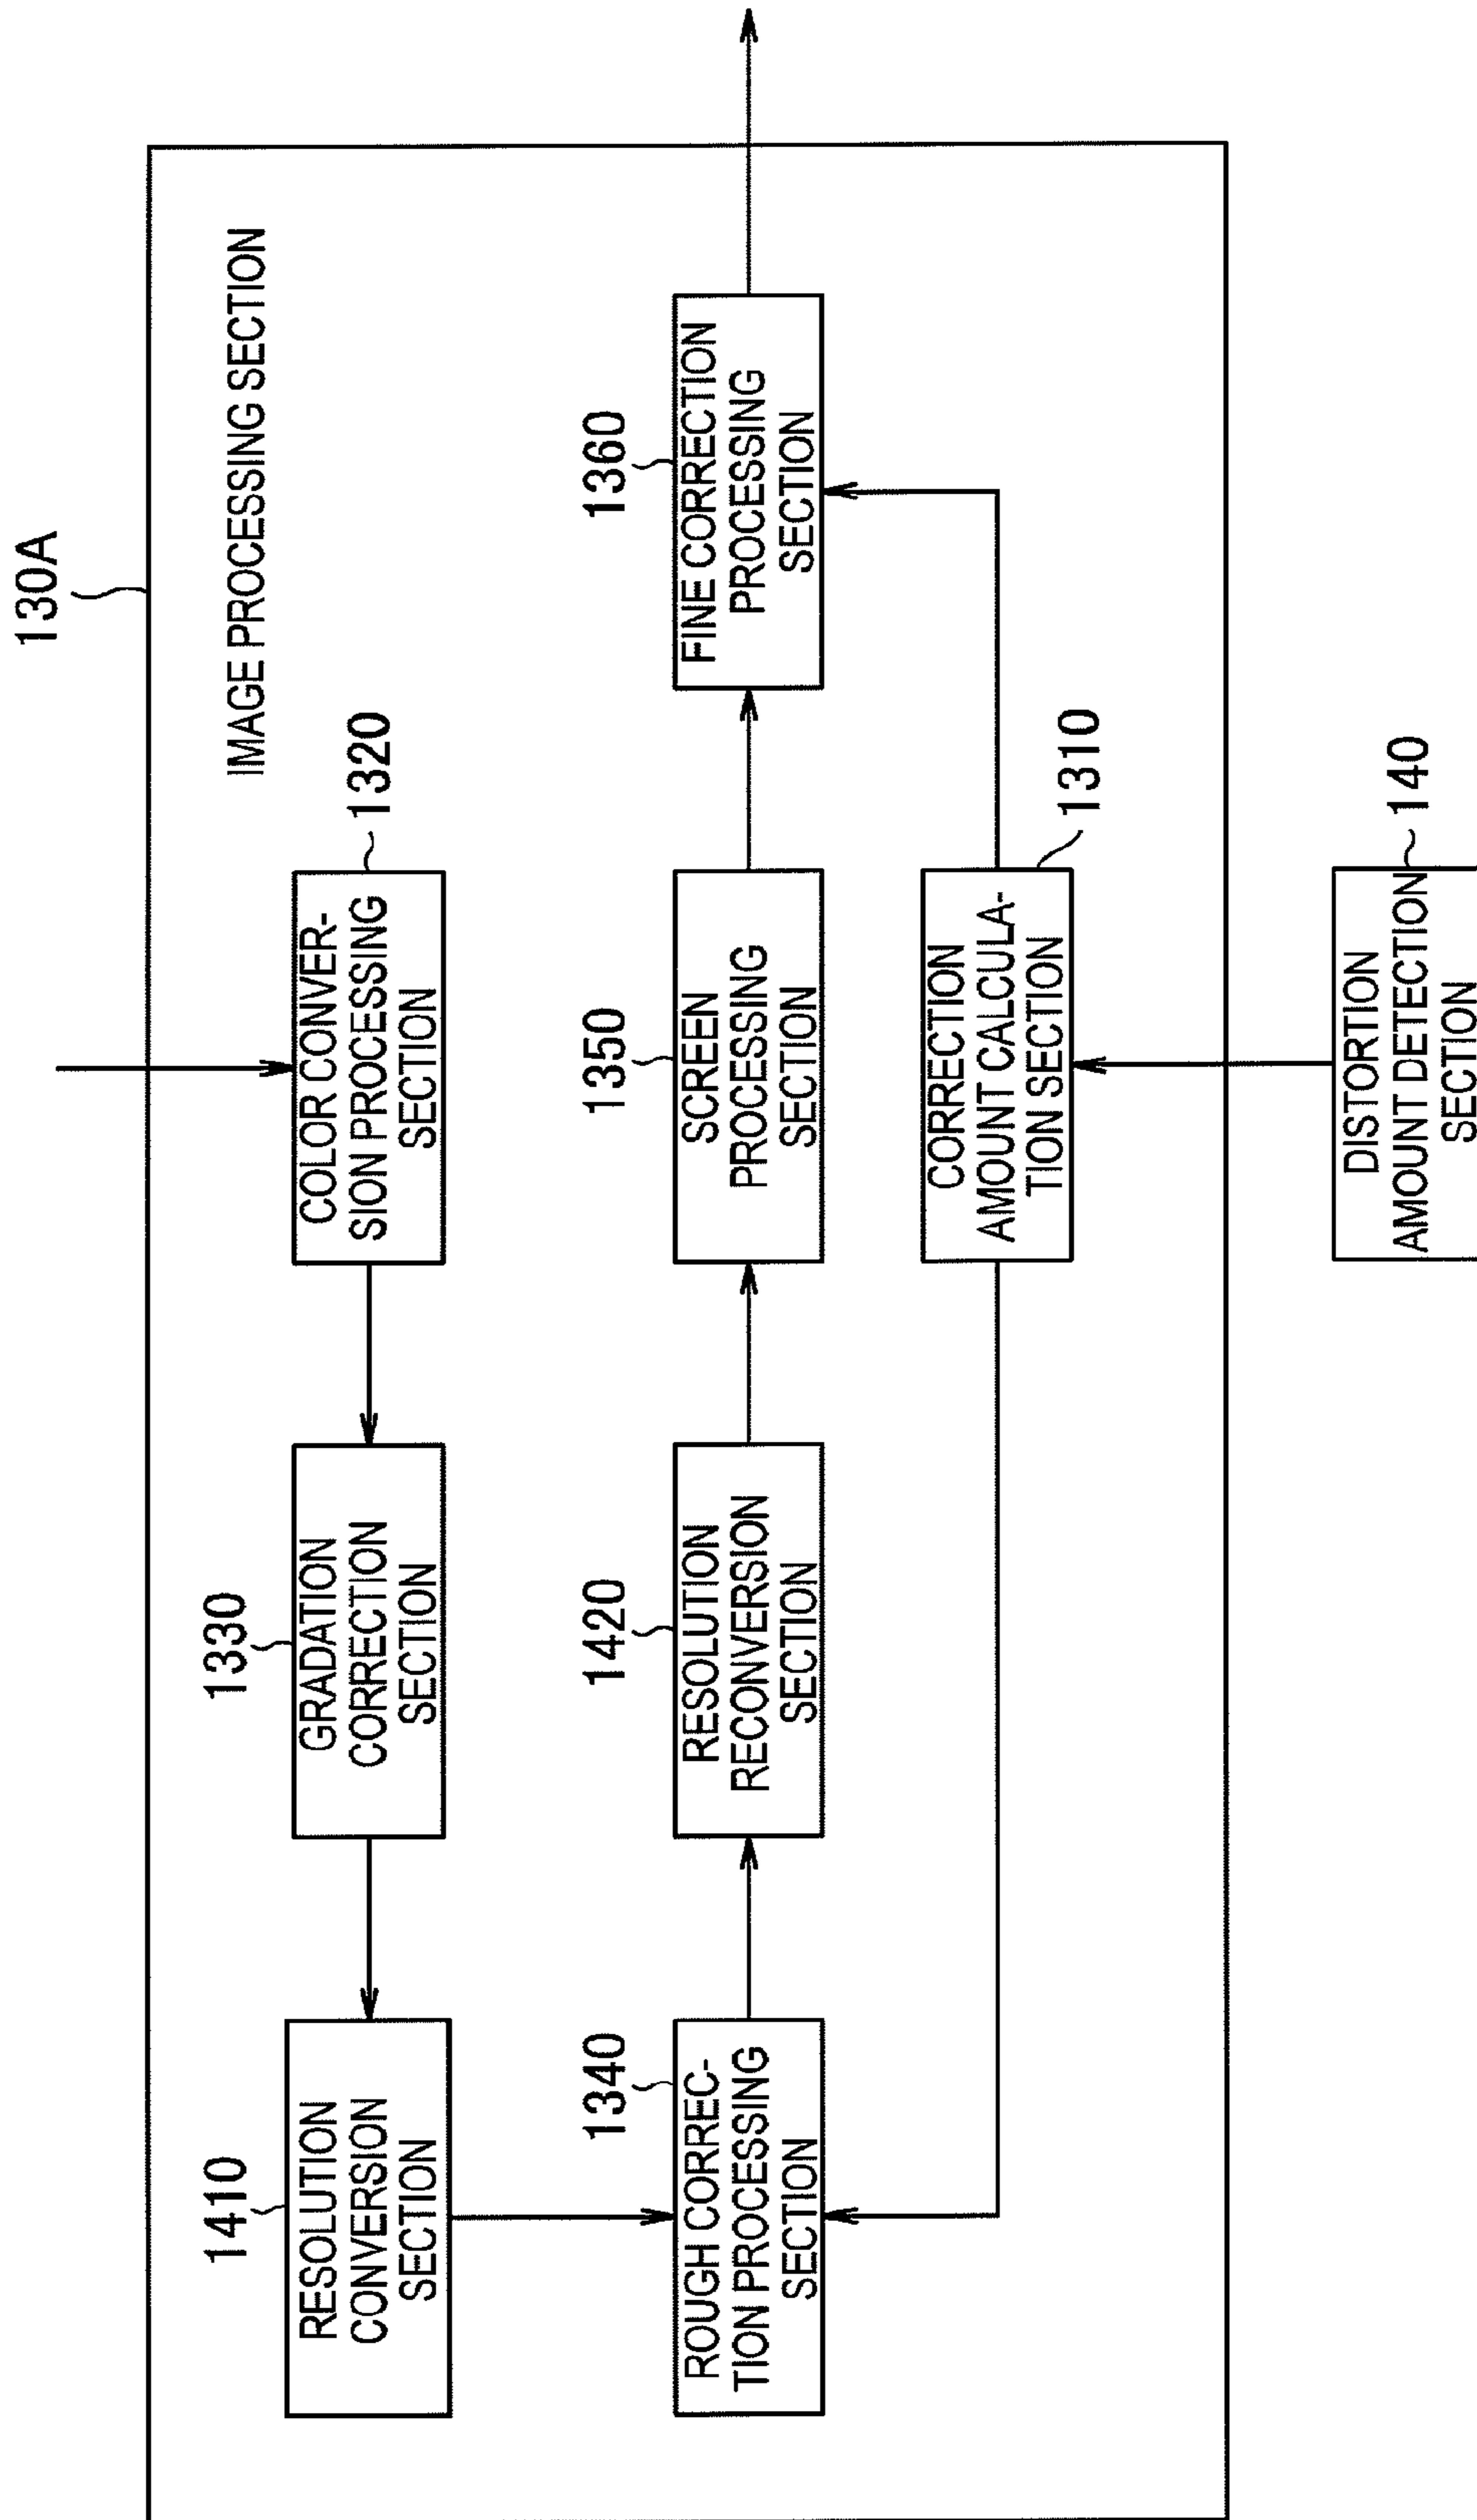 130A
IMAGE PROCESSING SECTION
1410
RESOLUTION
CONVERSION
SECTION
1330
GRADATION
CORRECTION
SECTION
1320
COLOR CONVER-
SION PROCESSING
SECTION
1340
ROUGH CORREC-
TION PROCESSING
SECTION
1420
RESOLUTION
RECONVERSION
SECTION
1350
SCREEN
PROCESSING
SECTION
1360
FINE CORRECTION
PROCESSING
SECTION
CORRECTION
AMOUNT CALCULA-
TION SECTION
1310
DISTORTION
AMOUNT DETECTION
SECTION
140